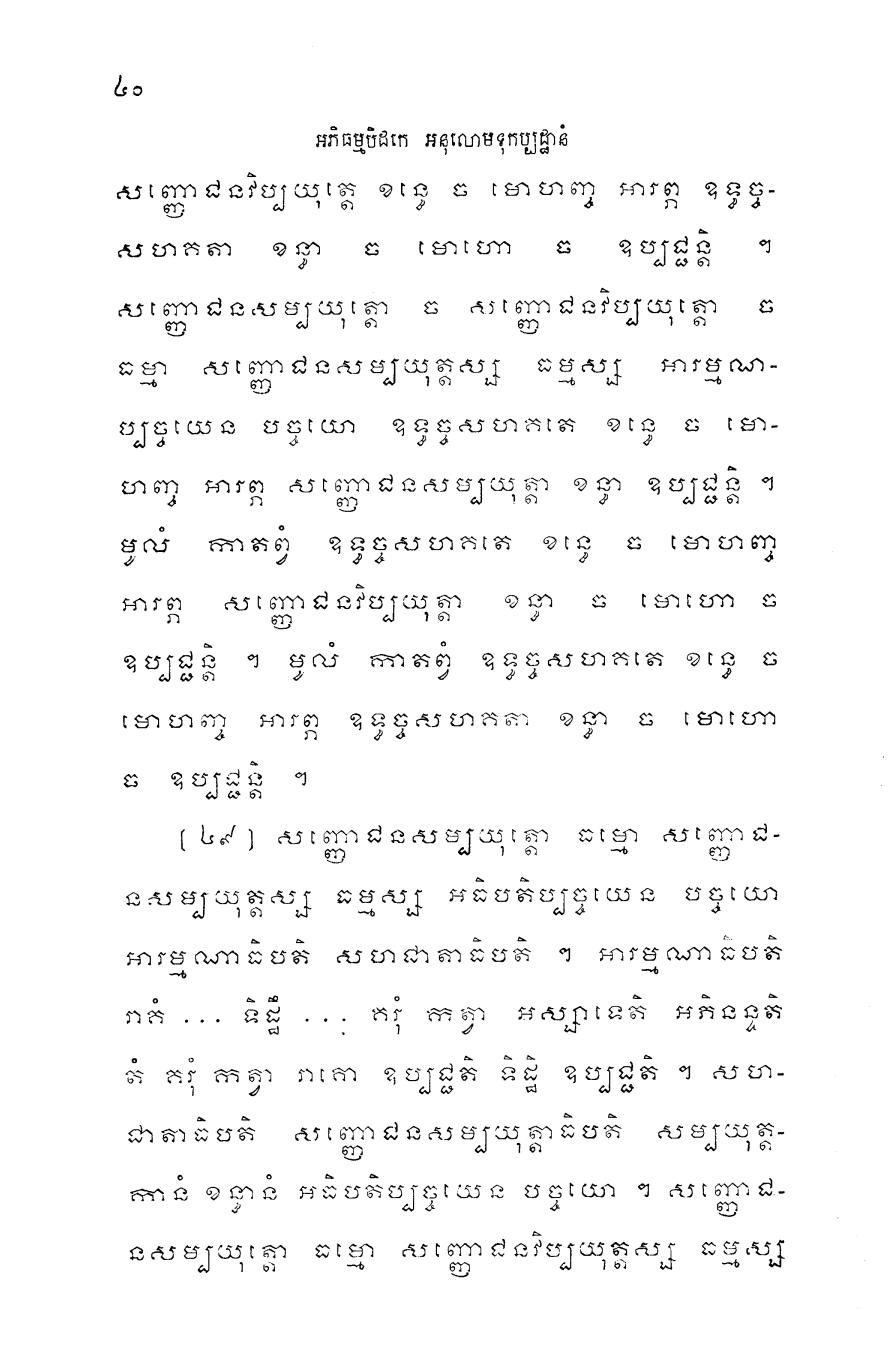 ៤០
អភិធម្មបិដកេ អនុលោមទុកប្បដ្ឋានំ
សញ្ញោជនវិប្បយុត្តេ ខន្ធេ ច មោហញ្ច អារព្ភ ឧទ្ធច្ច-
សហគតា ខន្ធា ច មោហោ ច ឧប្បជ្ជន្តិ ។
សញ្ញោជនសម្បយុត្តោ ច សញ្ញោជនវិប្បយុត្តោ ច
ធម្មា សញ្ញោជនសម្បយុត្តស្ស ធម្មស្ស អារម្មណ-
ប្បច្ចយេន បច្ចយោ ឧទ្ធច្ចសហគតេ ខន្ធេ ច មោ-
ហញ្ច អារព្ភ សញ្ញោជនសម្បយុត្តា ខន្ធា ឧប្បជ្ជន្តិ ។
មូលំ កាតព្វំ ឧទ្ធច្ចសហគតេ ខន្ធេ ច មោហញ្ច
អារព្ភ សញ្ញោជនវិប្បយុត្តា ខន្ធា ច មោហោ ច
ឧប្បជ្ជន្តិ ។ មូលំ កាតព្វំ ឧទ្ធច្ចសហគតេ ខន្ធេ ច
មោហញ្ច អារព្ភ ឧទ្ធច្ចសហគតា ខន្ធា ច មោហោ
ច ឧប្បជ្ជន្តិ ។
[ ៤៩ ] សញ្ញោជនសម្បយុត្តោ ធម្មោ សញ្ញោជ-
នសម្បយុត្តស្ស ធម្មស្ស អធិបតិប្បច្ចយេន បច្ចយោ
អារម្មណាធិបតិ សហជាតាធិបតិ ។ អារម្មណាធិបតិ
រាគំ ... ទិដ្ឋឹ ... គរុំ កត្វា អស្សាទេតិ អភិនន្ទតិ
តំ គរុំ កត្វា រាគោ ឧប្បជ្ជតិ ទិដ្ឋិ ឧប្បជ្ជតិ ។ សហ-
ជាតាធិបតិ សញ្ញោជនសម្បយុត្តាធិបតិ សម្បយុត្ត-
កានំ ខន្ធានំ អធិបតិប្បច្ចយេន បច្ចយោ ។ សញ្ញោជ-
នសម្បយុត្តោ ធម្មោ សញ្ញោជនវិប្បយុត្តស្ស ធម្មស្ស